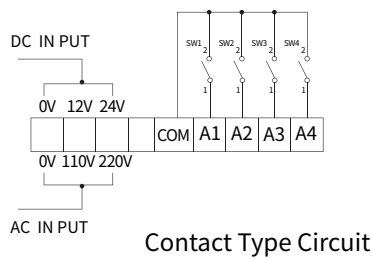 SW1 2 SW2 2 SW3 2 SW4 2
DC IN PUT
1 1 1 1
0V 12V 24V
COM A1 A2 A3 A4
0V 110V 220V
AC IN PUT
Contact Type Circuit